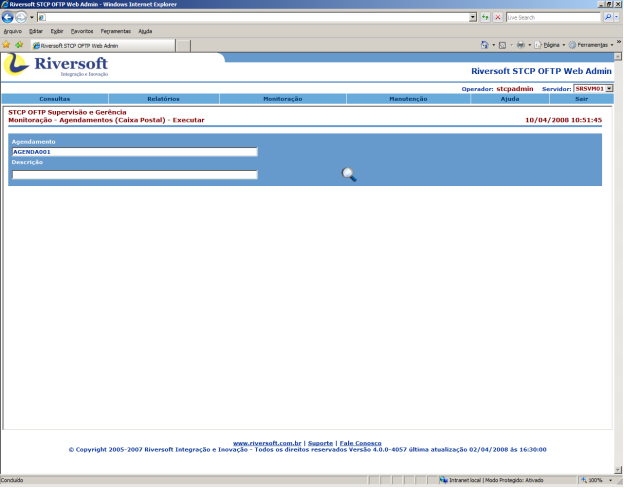 Riversoft STCP OFTP Web Admin - Windows Internet Explorer
Live Search
Arquivo Editar Exibir Favoritos Ferramentas Ajuda
Riversoft STCP OFTP Web Admin
Página Ferramentas
Riversoft
Integração e Inovação
Riversoft STCP OFTP Web Admin
Operador: stcpadmin Servidor: SRSVM01
Consultas Relatórios Monitoração Manutenção Ajuda Sair
STCP OFTP Supervisão e Gerência
Monitoração - Agendamentos (Caixa Postal) - Executar 10/04/2008 10:51:45
Agendamento
AGENDA001
Descrição
www.riversoft.com.br | Suporte | Fale Conosco
© Copyright 2005-2007 Riversoft Integração e Inovação - Todos os direitos reservados Versão 4.0.0-4057 última atualização 02/04/2008 ás 16:30:00
Concluído Intranet local | Modo Protegido: Ativado 100%